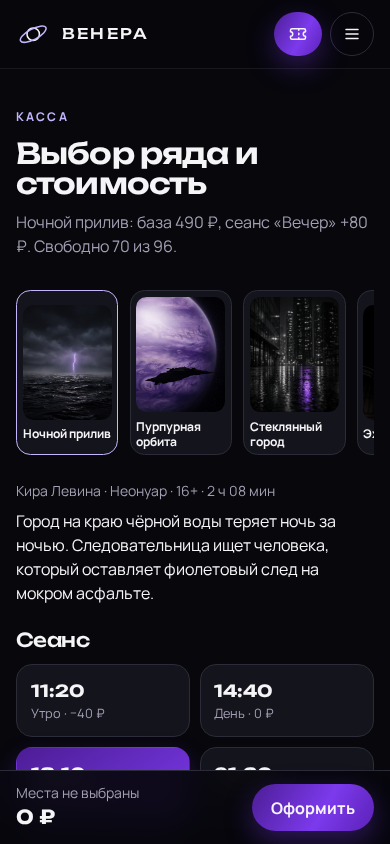 ВЕНЕРА
КАССА
Выбор ряда и
стоимость
Ночной прилив: база 490 ₽, сеанс «Вечер» +80
₽. Свободно 70 из 96.
Ночной прилив
Пурпурная
орбита
Стеклянный
город
Кира Левина · Неонуар · 16+ · 2 ч 08 мин
Город на краю чёрной воды теряет ночь за
ночью. Следовательница ищет человека,
который оставляет фиолетовый след на
мокром асфальте.
Сеанс
11:20
14:40
Утро · −40 ₽
День · 0 ₽
Места не выбраны
0 ₽
Оформить